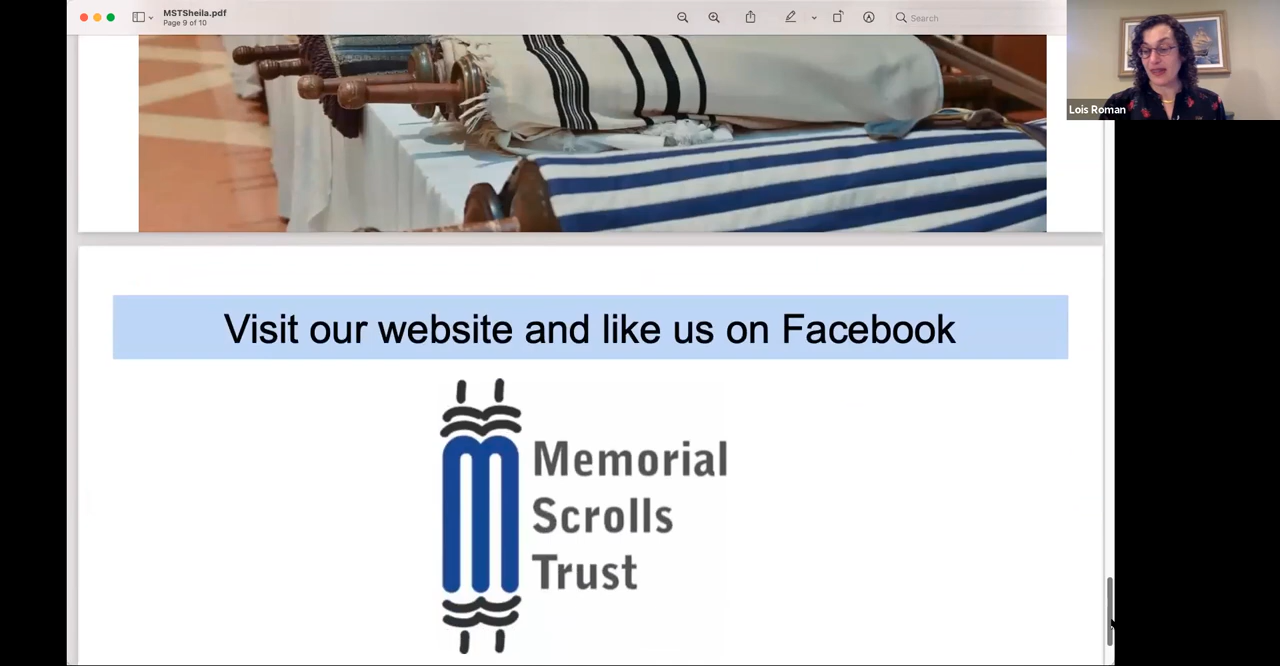 MSTSheila.pdf
Page 9 of 10
Search
Lois Roman
Visit our website and like us on Facebook
Memorial
Scrolls
Trust